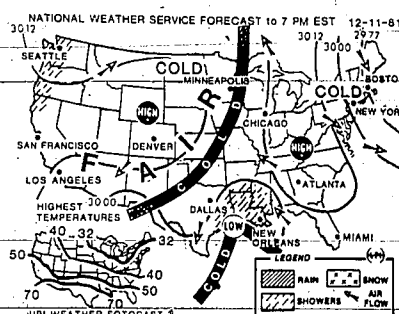 NATIONAL WEATHER SERVICE FORECAST to 7 PM EST 12-11-81
3012 3012 3000 2977
SEATTLE
COLD
MINNEAPOLIS
BOSTON
COLD
NEW YORK
HIGH
CHICAGO
SAN FRANCISCO
DENVER
HIGH
FAIR
COLD
LOS ANGELES
ATLANTA
3000
HIGHEST
TEMPERATURES
DALLAS
LOW
NEW
ORLEANS
MIAMI
COLD
40 32 32
50
40
50
70 70
LEGEND
RAIN
SNOW
SHOWERS
AIR
FLOW
UPI WEATHER FOTOCAST